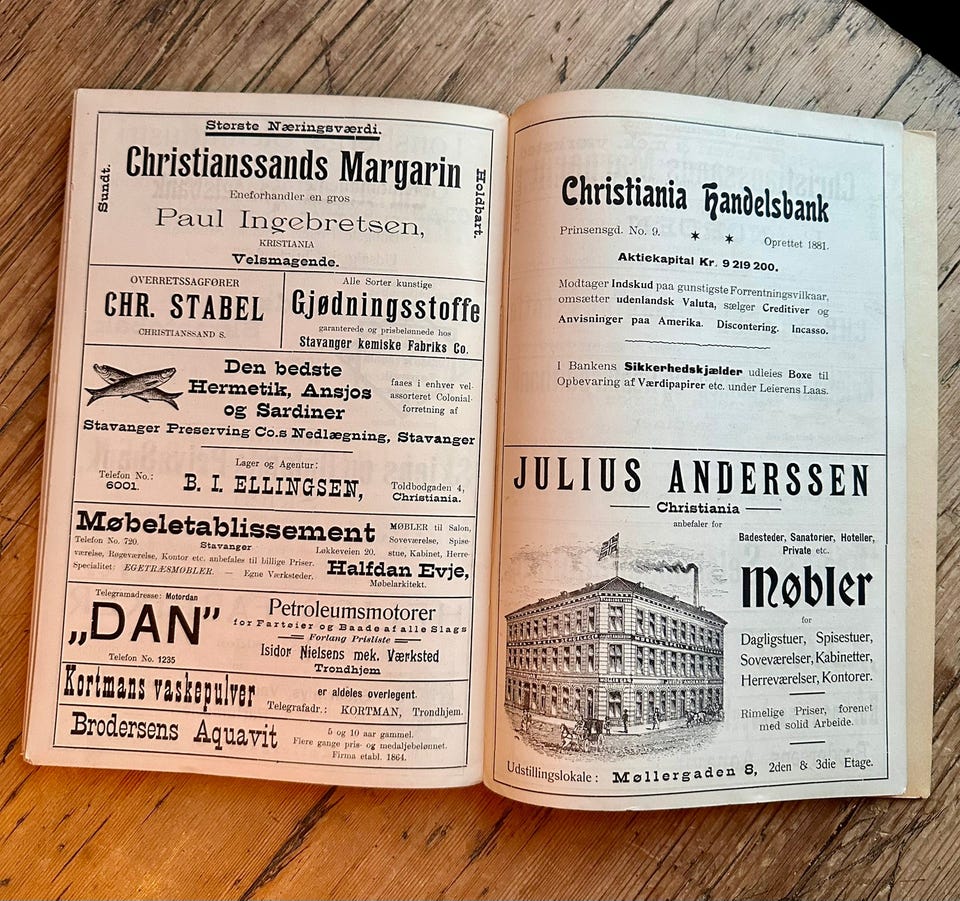 Største Næringsværdi.
Sundt.
Christianssands Margarin
Holdbart.
Eneforhandler en gros
Paul Ingebretsen,
KRISTIANIA
Velsmagende.
OVERRETSSAGFØRER
CHR. STABEL
CHRISTIANSSAND S.
Alle Sorter kunstige
Gjødningsstoffe
garanterede og prisbelønnede hos
Stavanger kemiske Fabriks Co.
Den bedste
Hermetik, Ansjos
og Sardiner
faaes i enhver vel-
assorteret Colonial-
forretning af
Stavanger Preserving Co.s Nedlægning, Stavanger
Lager og Agentur:
Telefon No.:
6001.
B. I. ELLINGSEN,
Toldbodgaden 4,
Christiania.
Møbeletablissement
Telefon No. 720.
Stavanger
Løkkeveien 20.
MØBLER til Salon,
Soveværelse, Spise-
stue, Kabinet, Herre-
værelse, Røgeværelse, Kontor etc. anbefales til billige Priser.
Specialitet: EGETRÆSMØBLER. — Egne Værksteder.
Halfdan Evje,
Møbelarkitekt.
Telegramadresse: Motordan
„DAN”
Telefon No. 1235
Petroleumsmotorer
for Fartøier og Baade af alle Slags
Forlang Prisliste
Isidor Nielsens mek. Værksted
Trondhjem
Kortmans vaskepulver
er aldeles overlegent.
Telegrafadr.: KORTMAN, Trondhjem.
Brodersens Aquavit
5 og 10 aar gammel.
Flere gange pris- og medaljebelønnet.
Firma etabl. 1864.
Christiania Handelsbank
Prinsensgd. No. 9.
Oprettet 1881.
Aktiekapital Kr. 9 219 200.
Modtager Indskud paa gunstigste Forrentningsvilkaar,
omsætter udenlandsk Valuta, sælger Creditiver og
Anvisninger paa Amerika. Discontering. Incasso.
I Bankens Sikkerhedskjælder udleies Boxe til
Opbevaring af Værdipapirer etc. under Leierens Laas.
JULIUS ANDERSSEN
Christiania
anbefaler for
Badesteder, Sanatorier, Hoteller,
Private etc.
Møbler
for
Dagligstuer, Spisestuer,
Soveværelser, Kabinetter,
Herreværelser, Kontorer.
Rimelige Priser, forenet
med solid Arbeide.
Udstillingslokale: Møllergaden 8, 2den & 3die Etage.